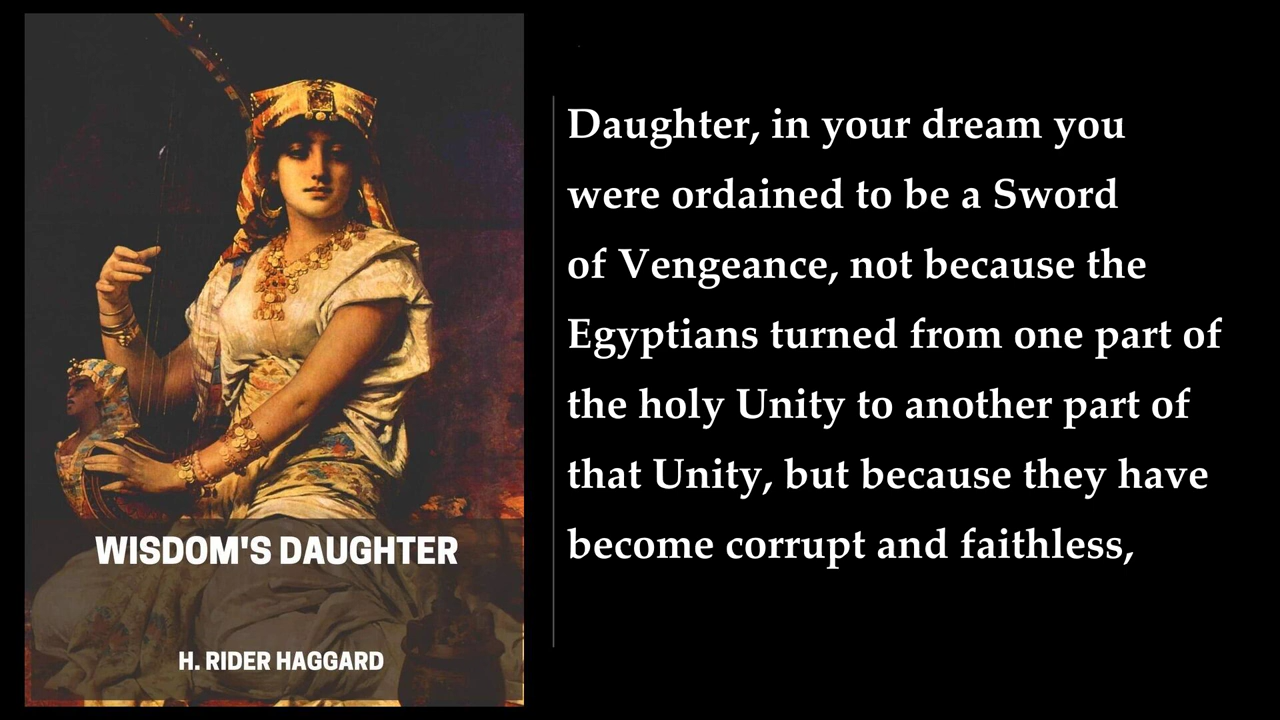 WISDOM'S DAUGHTER
H. RIDER HAGGARD
Daughter, in your dream you
were ordained to be a Sword
of Vengeance, not because the
Egyptians turned from one part of
the holy Unity to another part of
that Unity, but because they have
become corrupt and faithless,